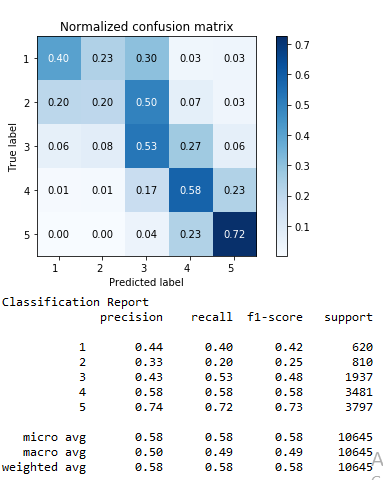 Normalized confusion matrix
1 0.40 0.23 0.30 0.03 0.03
2 0.20 0.20 0.50 0.07 0.03
3 0.06 0.08 0.53 0.27 0.06
4 0.01 0.01 0.17 0.58 0.23
5 0.00 0.00 0.04 0.23 0.72
1 2 3 4 5
True label
Predicted label
0.7
0.6
0.5
0.4
0.3
0.2
0.1
Classification Report
precision recall f1-score support
1 0.44 0.40 0.42 620
2 0.33 0.20 0.25 810
3 0.43 0.53 0.48 1937
4 0.58 0.58 0.58 3481
5 0.74 0.72 0.73 3797
micro avg 0.58 0.58 0.58 10645
macro avg 0.50 0.49 0.49 10645
weighted avg 0.58 0.58 0.58 10645